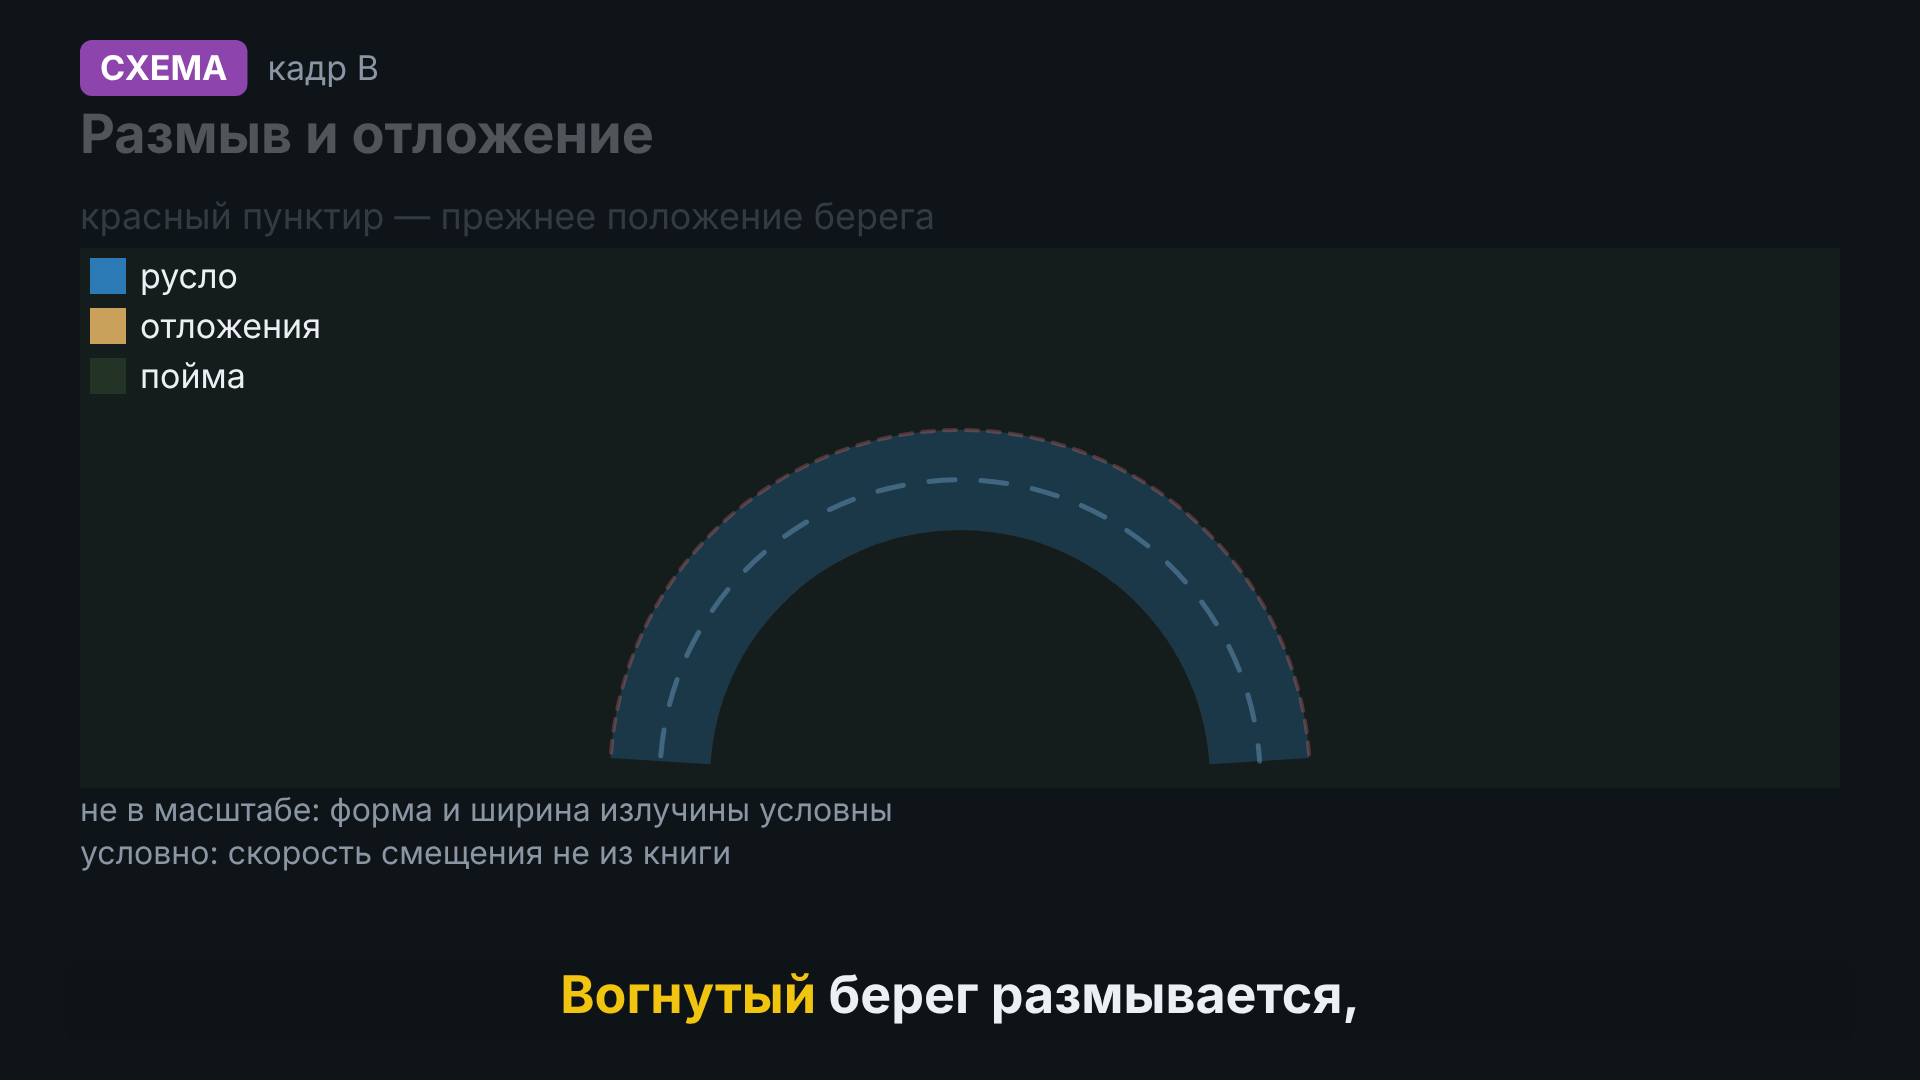 СХЕМА кадр В
Размыв и отложение
красный пунктир — прежнее положение берега
русло
отложения
пойма
не в масштабе: форма и ширина излучины условны
условно: скорость смещения не из книги
Вогнутый берег размывается,